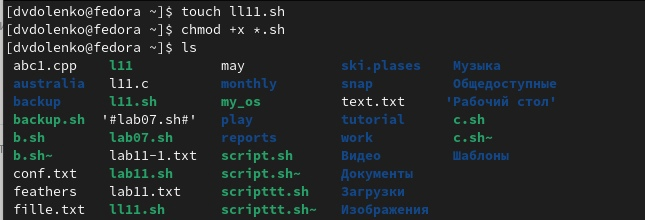 [dvdolenko@fedora ~]$ touch ll11.sh
[dvdolenko@fedora ~]$ chmod +x *.sh
[dvdolenko@fedora ~]$ ls
abc1.cpp l11 may ski.plases Музыка
australia l11.c monthly snap Общедоступные
backup l11.sh my_os text.txt 'Рабочий стол'
backup.sh '#lab07.sh#' play tutorial c.sh
b.sh lab07.sh reports work c.sh~
b.sh~ lab11-1.txt script.sh Видео Шаблоны
conf.txt lab11.sh script.sh~ Документы
feathers lab11.txt scripttt.sh Загрузки
fille.txt ll11.sh scripttt.sh~ Изображения